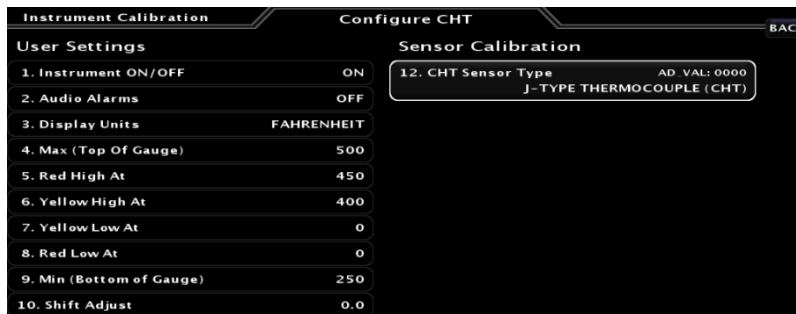 Instrument Calibration
Configure CHT
BAC
User Settings
1. Instrument ON/OFF ON
2. Audio Alarms OFF
3. Display Units FAHRENHEIT
4. Max (Top Of Gauge) 500
5. Red High At 450
6. Yellow High At 400
7. Yellow Low At 0
8. Red Low At 0
9. Min (Bottom of Gauge) 250
10. Shift Adjust 0.0
Sensor Calibration
12. CHT Sensor Type AD_VAL: 0000
J-TYPE THERMOCOUPLE (CHT)